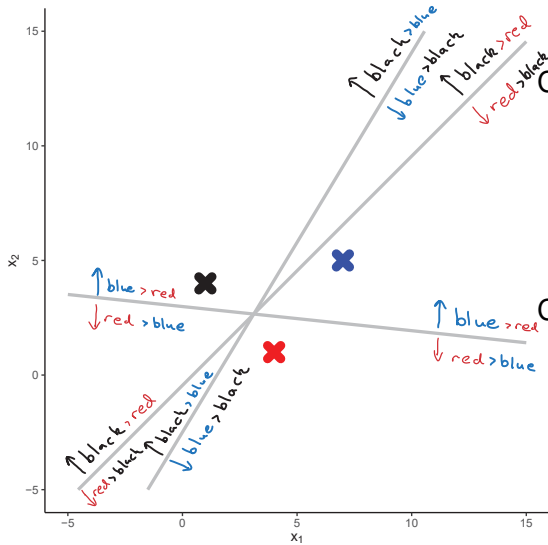 15
10
5
0
−5
x2
−5
0
5
10
15
x1
↑ black > blue
↓ blue > black
↑ black > red
↓ red > black
↑ blue > red
↓ red > blue
↑ blue > red
↓ red > blue
↑ black > red
↓ red > black
↑ black > blue
↓ blue > black